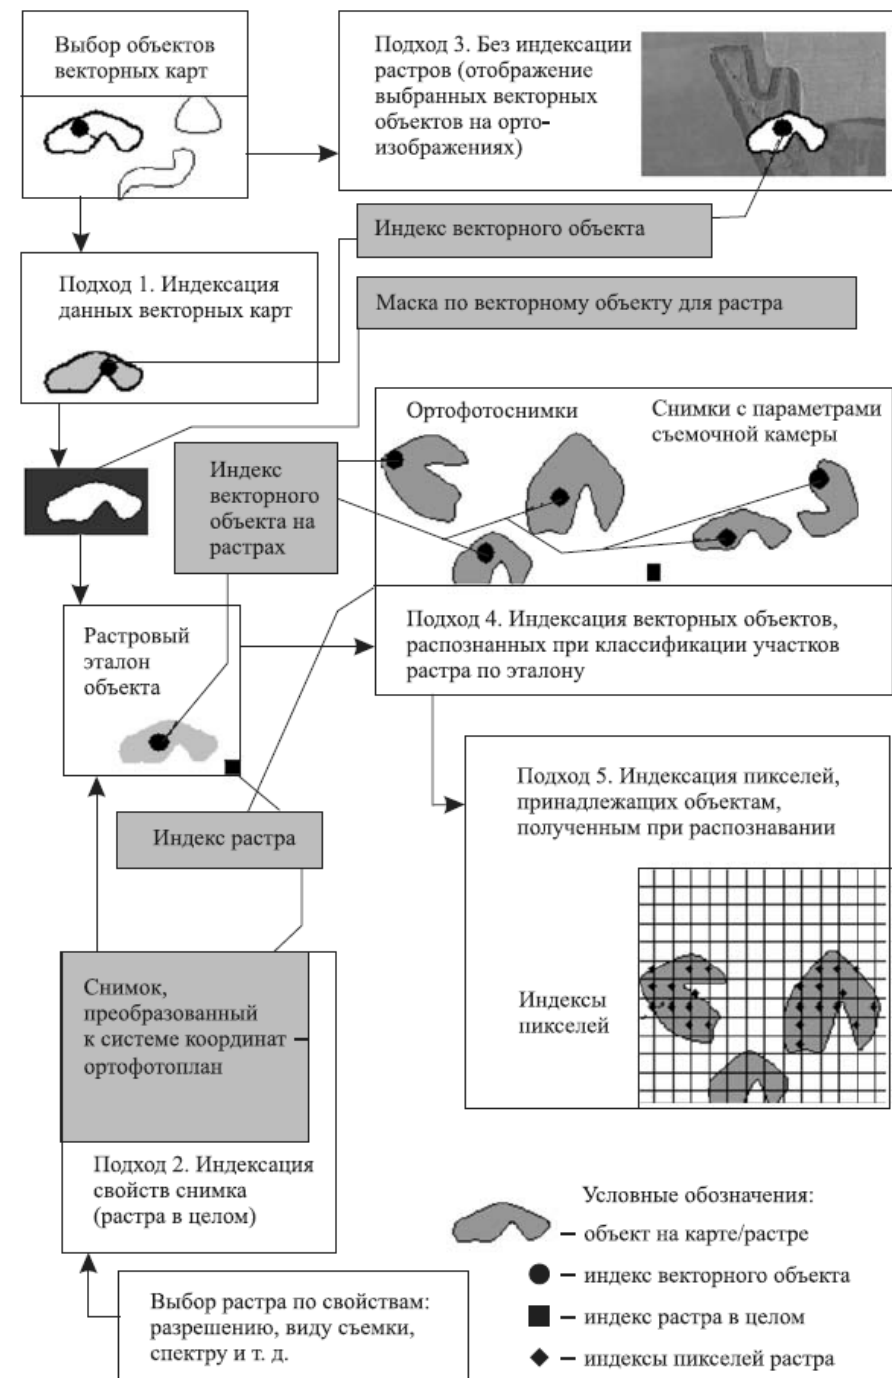 Выбор объектов
векторных карт
Подход 3. Без индексации
растров (отображение
выбранных векторных
объектов на орто-
изображениях)
Индекс векторного объекта
Подход 1. Индексация
данных векторных карт
Маска по векторному объекту для растра
Ортофотоснимки
Снимки с параметрами
съемочной камеры
Индекс
векторного
объекта на
растрах
Растровый
эталон
объекта
Подход 4. Индексация векторных объектов,
распознанных при классификации участков
растра по эталону
Индекс растра
Подход 5. Индексация пикселей,
принадлежащих объектам,
полученным при распознавании
Индексы
пикселей
Снимок,
преобразованный
к системе координат –
ортофотоплан
Подход 2. Индексация
свойств снимка
(растра в целом)
Выбор растра по свойствам:
разрешению, виду съемки,
спектру и т. д.
Условные обозначения:
– объект на карте/растре
– индекс векторного объекта
– индекс растра в целом
– индексы пикселей растра